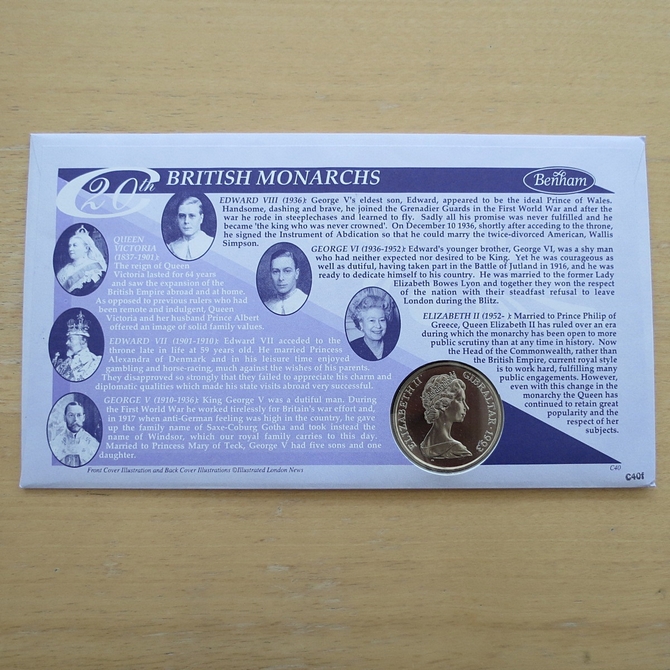 20th BRITISH MONARCHS
Benham
EDWARD VIII (1936): George V's eldest son, Edward, appeared to be the ideal Prince of Wales.
Handsome, dashing and brave, he joined the Grenadier Guards in the First World War and after the
war he rode in steeplechases and learned to fly. Sadly all his promise was never fulfilled and he
became 'the king who was never crowned'. On December 10 1936, shortly after acceding to the throne,
he signed the Instrument of Abdication so that he could marry the twice-divorced American, Wallis
Simpson.
QUEEN
VICTORIA
(1837-1901):
The reign of Queen
Victoria lasted for 64 years
and saw the expansion of the
British Empire abroad and at home.
As opposed to previous rulers who had
been remote and indulgent, Queen
Victoria and her husband Prince Albert
offered an image of solid family values.
GEORGE VI (1936-1952): Edward's younger brother, George VI, was a shy man
who had neither expected nor desired to be King. Yet he was courageous as
well as dutiful, having taken part in the Battle of Jutland in 1916, and he was
ready to dedicate himself to his country. He was married to the former Lady
Elizabeth Bowes Lyon and together they won the respect
of the nation with their steadfast refusal to leave
London during the Blitz.
ELIZABETH II (1952- ): Married to Prince Philip of
Greece, Queen Elizabeth II has ruled over an era
during which the monarchy has been open to more
public scrutiny than at any time in history. Now
the Head of the Commonwealth, rather than
the British Empire, current royal style
is to work hard, fulfilling many
public engagements. However,
even with this change in the
monarchy the Queen has
continued to retain great
popularity and the
respect of her
subjects.
EDWARD VII (1901-1910): Edward VII acceded to the
throne late in life at 59 years old. He married Princess
Alexandra of Denmark and in his leisure time enjoyed
gambling and horse-racing, much against the wishes of his parents.
They disapproved so strongly that they failed to appreciate his charm and
diplomatic qualities which made his state visits abroad very successful.
GEORGE V (1910-1936): King George V was a dutiful man. During
the First World War he worked tirelessly for Britain's war effort and,
in 1917 when anti-German feeling was high in the country, he gave
up the family name of Saxe-Coburg Gotha and took instead the
name of Windsor, which our royal family carries to this day.
Married to Princess Mary of Teck, George V had five sons and one
daughter.
ELIZABETH II GIBRALTAR·1993
Front Cover Illustration and Back Cover Illustrations ©Illustrated London News
C40
C40f